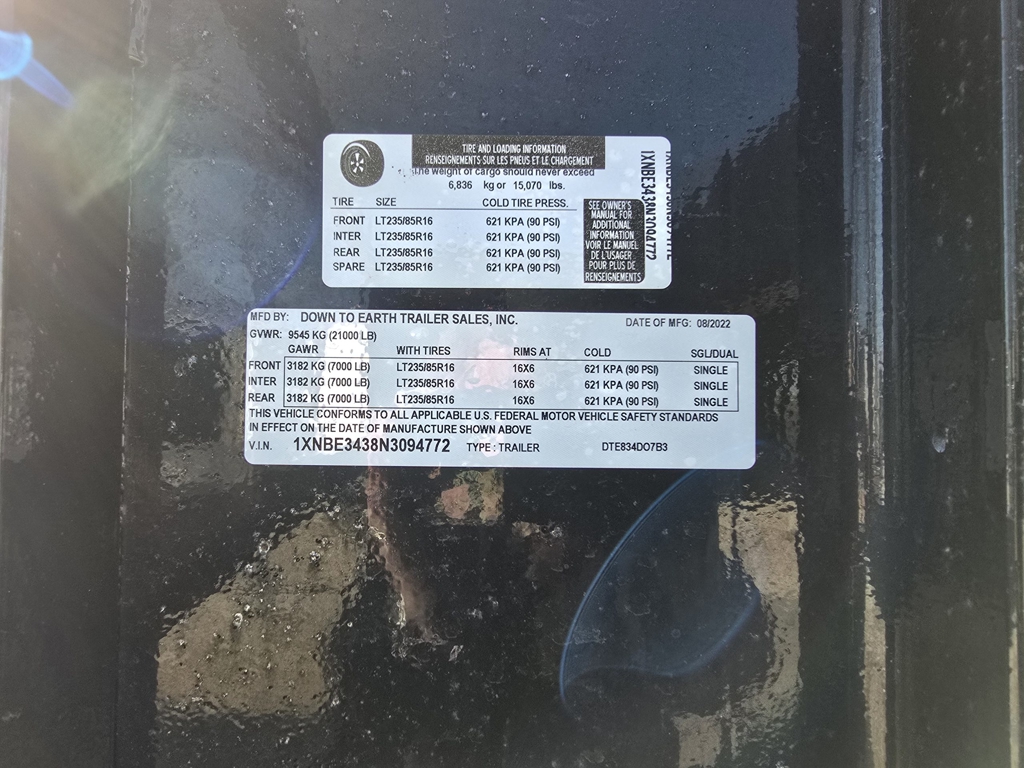 TIRE AND LOADING INFORMATION
RENSEIGNEMENTS SUR LES PNEUS ET LE CHARGEMENT
The weight of cargo should never exceed
6,836 kg or 15,070 lbs.
TIRE SIZE COLD TIRE PRESS.
FRONT LT235/85R16 621 KPA (90 PSI)
INTER LT235/85R16 621 KPA (90 PSI)
REAR LT235/85R16 621 KPA (90 PSI)
SPARE LT235/85R16 621 KPA (90 PSI)
SEE OWNER'S
MANUAL FOR
ADDITIONAL
INFORMATION
VOIR LE MANUEL
DE L'USAGER
POUR PLUS DE
RENSEIGNEMENTS
1XNBE3438N3094772
MFD BY: DOWN TO EARTH TRAILER SALES, INC. DATE OF MFG: 08/2022
GVWR: 9545 KG (21000 LB)
GAWR WITH TIRES RIMS AT COLD SGL/DUAL
FRONT 3182 KG (7000 LB) LT235/85R16 16X6 621 KPA (90 PSI) SINGLE
INTER 3182 KG (7000 LB) LT235/85R16 16X6 621 KPA (90 PSI) SINGLE
REAR 3182 KG (7000 LB) LT235/85R16 16X6 621 KPA (90 PSI) SINGLE
THIS VEHICLE CONFORMS TO ALL APPLICABLE U.S. FEDERAL MOTOR VEHICLE SAFETY STANDARDS
IN EFFECT ON THE DATE OF MANUFACTURE SHOWN ABOVE
V.I.N. 1XNBE3438N3094772 TYPE : TRAILER DTE834DO7B3